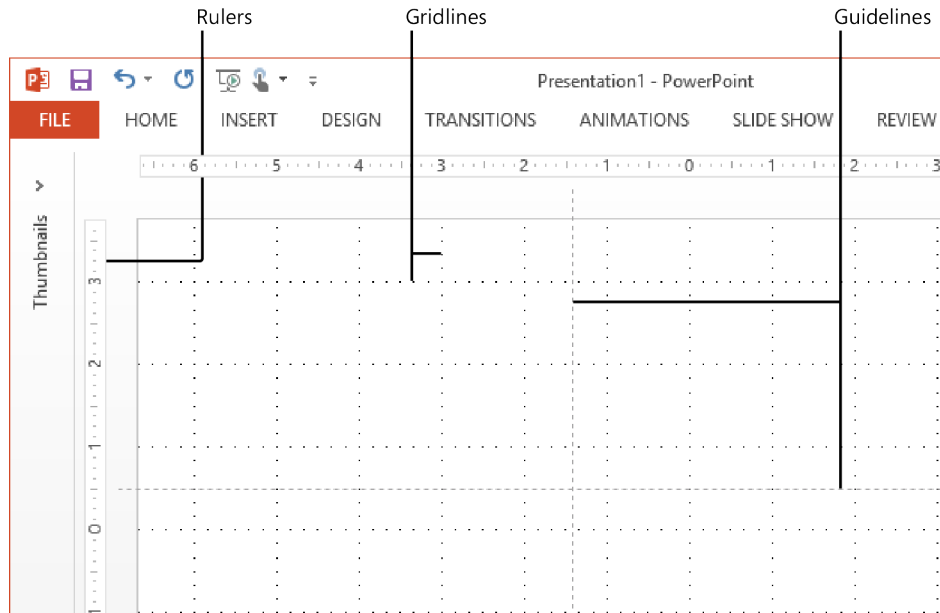 Rulers Gridlines Guidelines
Presentation1 - PowerPoint
FILE HOME INSERT DESIGN TRANSITIONS ANIMATIONS SLIDE SHOW REVIEW
6 5 4 3 2 1 0 1 2 3
Thumbnails
3
2
1
0
1